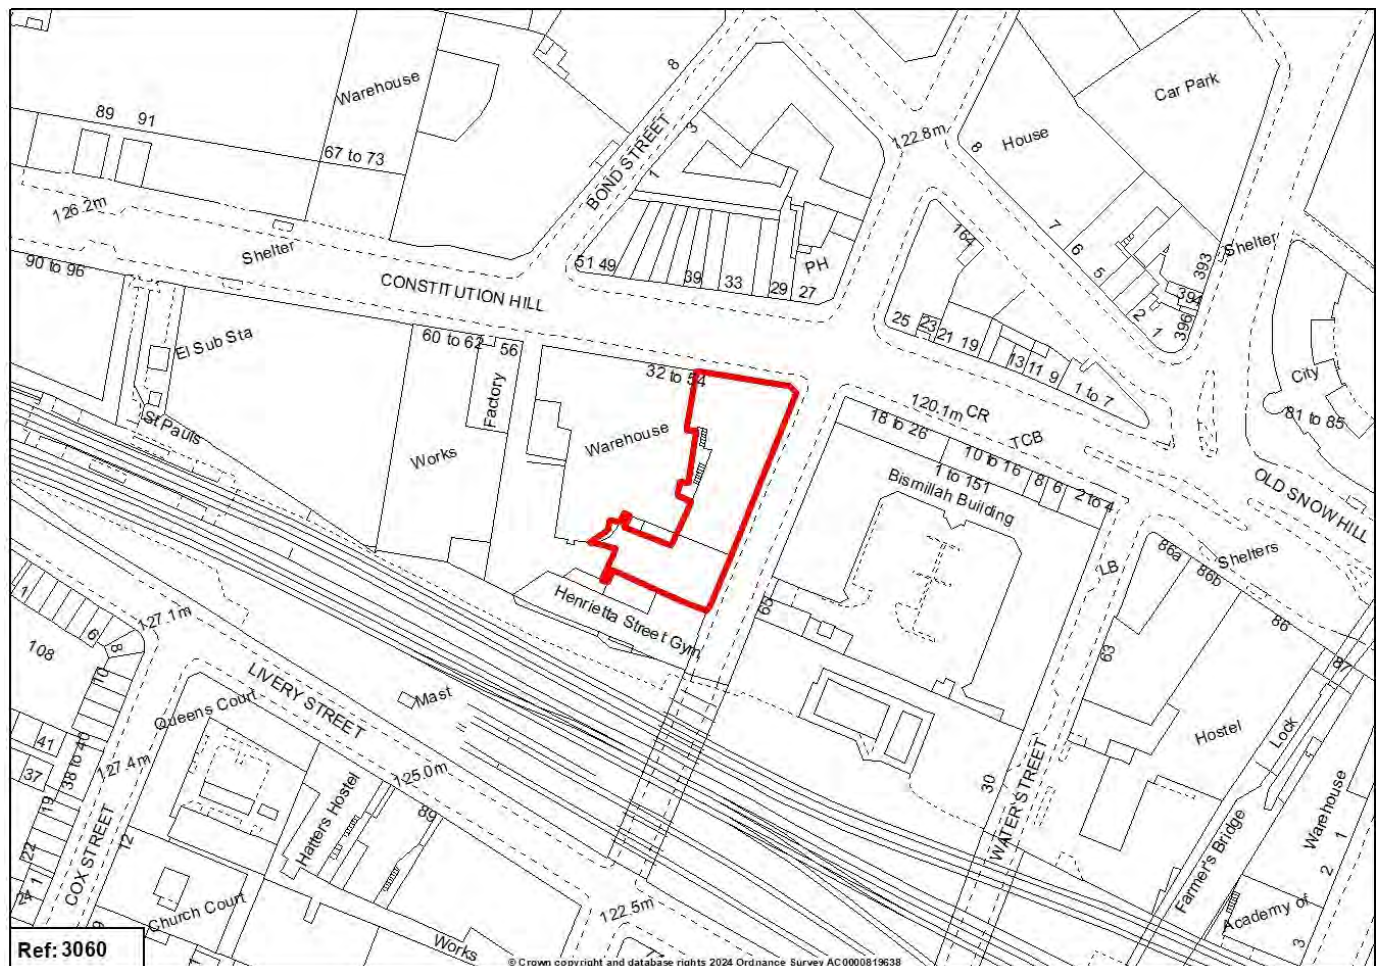 8
Car Park
Warehouse
89
91
3
BOND STREET
122.8m
8
House
67 to 73
1
126.2m
164
7
6
5
Shelter
393
Shelter
90 to 96
51 49
39
33
29
27
PH
394
396
2
1
CONSTITUTION HILL
25
23
21
19
13
11
9
1 to 7
El Sub Sta
60 to 62
56
Factory
32 to 54
City
81 to 85
120.1m
CR
TCB
18 to 26
10 to 16
8
6
2 to 4
St Pauls
Works
Warehouse
1 to 151
Bismillah Building
OLD SNOW HILL
LB
86a
86b
Shelters
86
87
1
6
8
127.1m
108
10
Henrietta Street Gym
65
63
LIVERY STREET
Mast
Queens Court
Hostel
Lock
41
37
38 to 40
127.4m
125.0m
19
Hatters Hostel
89
30
WATER STREET
Warehouse
1
2
3
22
1
24
COX STREET
12
Church Court
9
122.5m
Works
Farmer's Bridge
Academy of
Ref: 3060
© Crown copyright and database rights 2024 Ordnance Survey AC0000819638